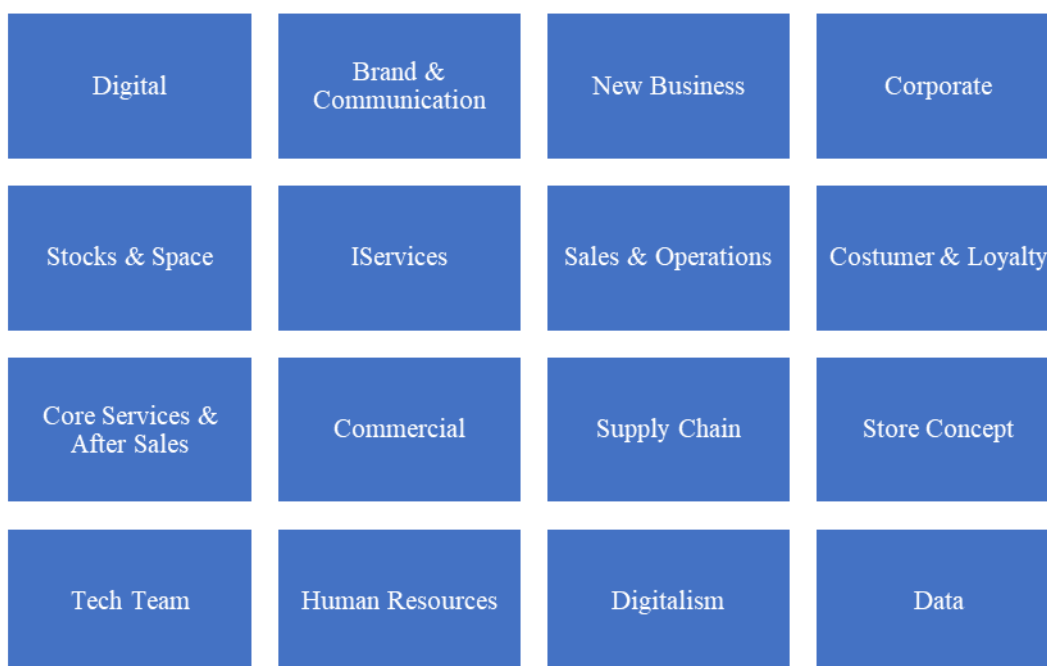 Digital
Brand &
Communication
New Business
Corporate
Stocks & Space
IServices
Sales & Operations
Costumer & Loyalty
Core Services &
After Sales
Commercial
Supply Chain
Store Concept
Tech Team
Human Resources
Digitalism
Data